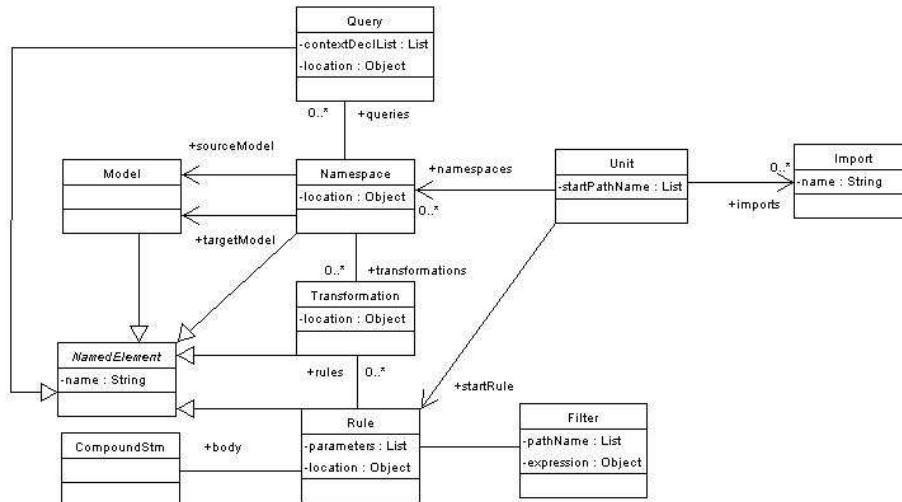 Query
-contextDeclList : List
-location : Object
0..*
+queries
+sourceModel
Model
Namespace
-location : Object
+namespaces
0..*
Unit
-startPathName : List
0..*
+imports
Import
-name : String
+targetModel
0..*
+transformations
Transformation
-location : Object
NamedElement
-name : String
+rules
0..*
+startRule
CompoundStm
+body
Rule
-parameters : List
-location : Object
Filter
-pathName : List
-expression : Object